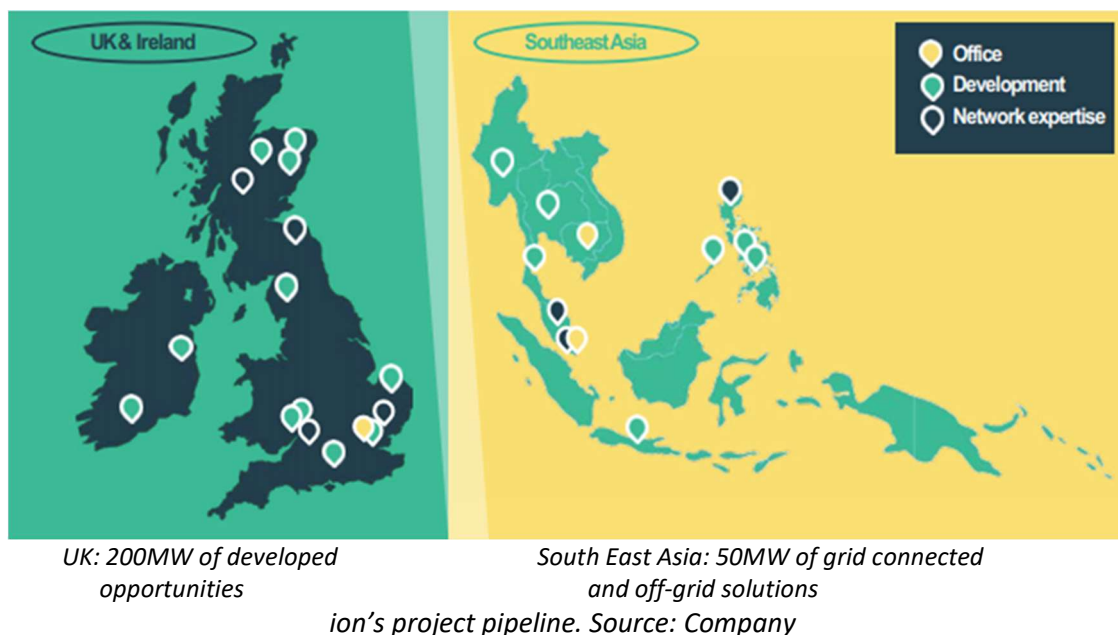 UK & Ireland
Southeast Asia
Office
Development
Network expertise
UK: 200MW of developed
opportunities
South East Asia: 50MW of grid connected
and off-grid solutions
ion’s project pipeline. Source: Company